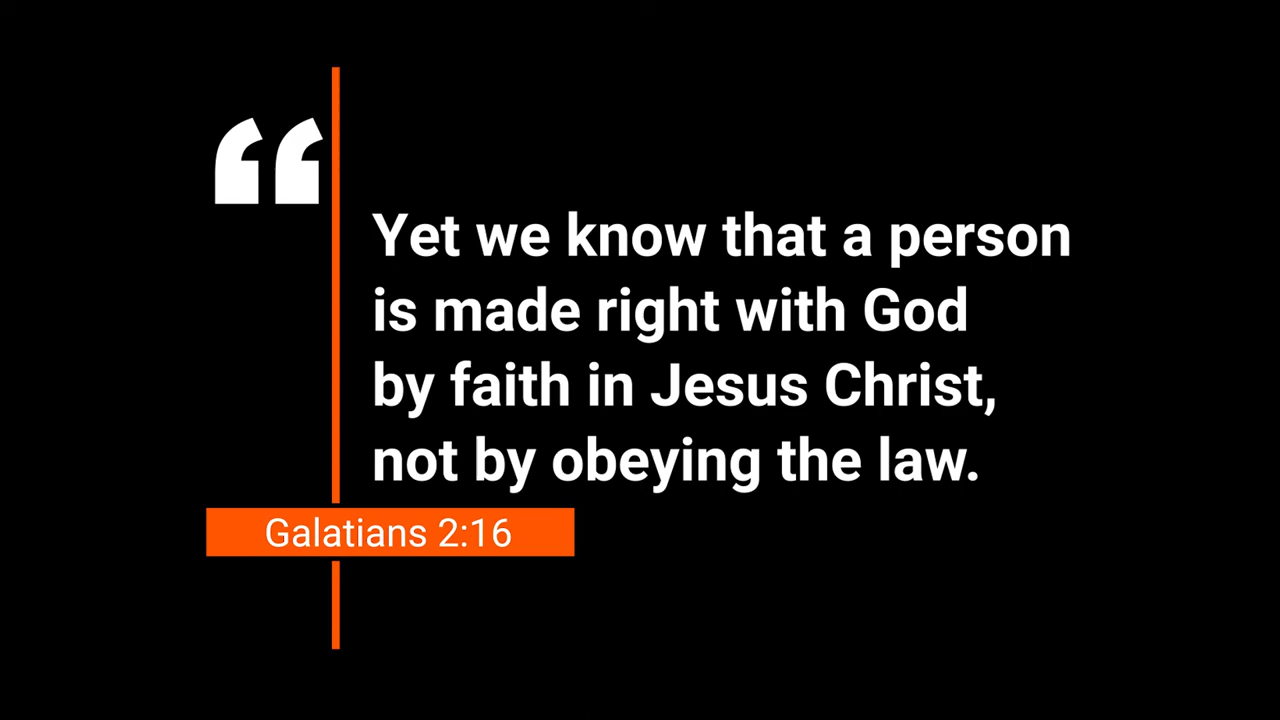 “
Yet we know that a person
is made right with God
by faith in Jesus Christ,
not by obeying the law.
Galatians 2:16